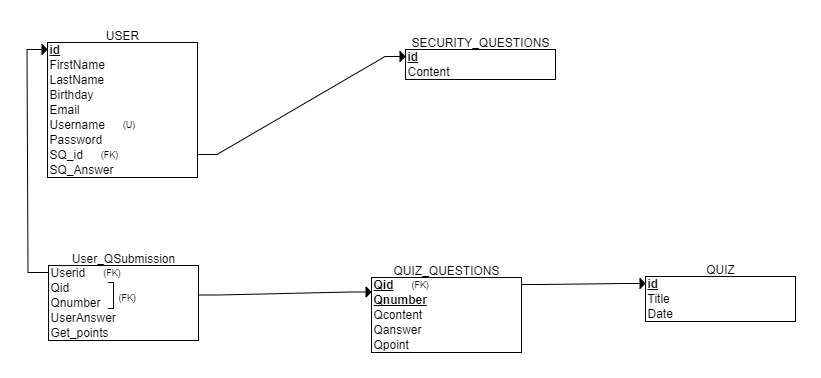 USER
id
FirstName
LastName
Birthday
Email
Username (U)
Password
SQ_id (FK)
SQ_Answer
SECURITY_QUESTIONS
id
Content
User_QSubmission
Userid (FK)
Qid
Qnumber (FK)
UserAnswer
Get_points
QUIZ_QUESTIONS
Qid (FK)
Qnumber
Qcontent
Qanswer
Qpoint
QUIZ
id
Title
Date